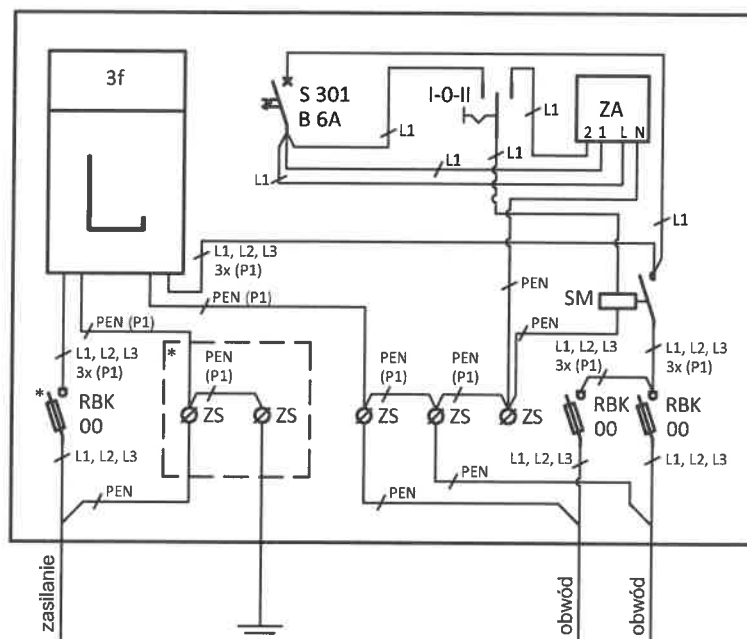 3f
S 301
B 6A
I-0-II
ZA
2 1 L N
L1
L1
L1
L1
L1
L1
L1, L2, L3
3x (P1)
PEN (P1)
PEN (P1)
PEN
SM
PEN
L1, L2, L3
3x (P1)
*
RBK
00
L1, L2, L3
*
PEN
(P1)
ZS
ZS
PEN
(P1)
PEN
(P1)
ZS
ZS
ZS
L1, L2, L3
3x (P1)
L1, L2, L3
3x (P1)
RBK
00
RBK
00
L1, L2, L3
L1, L2, L3
PEN
PEN
PEN
zasilanie
obwód
obwód